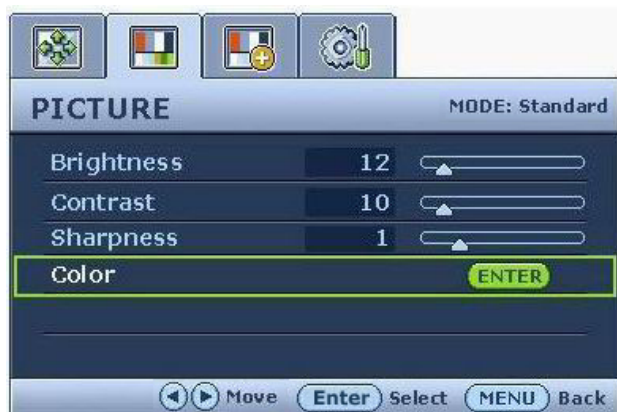 PICTURE MODE: Standard
Brightness 12
Contrast 10
Sharpness 1
Color ENTER
Move Enter Select MENU Back